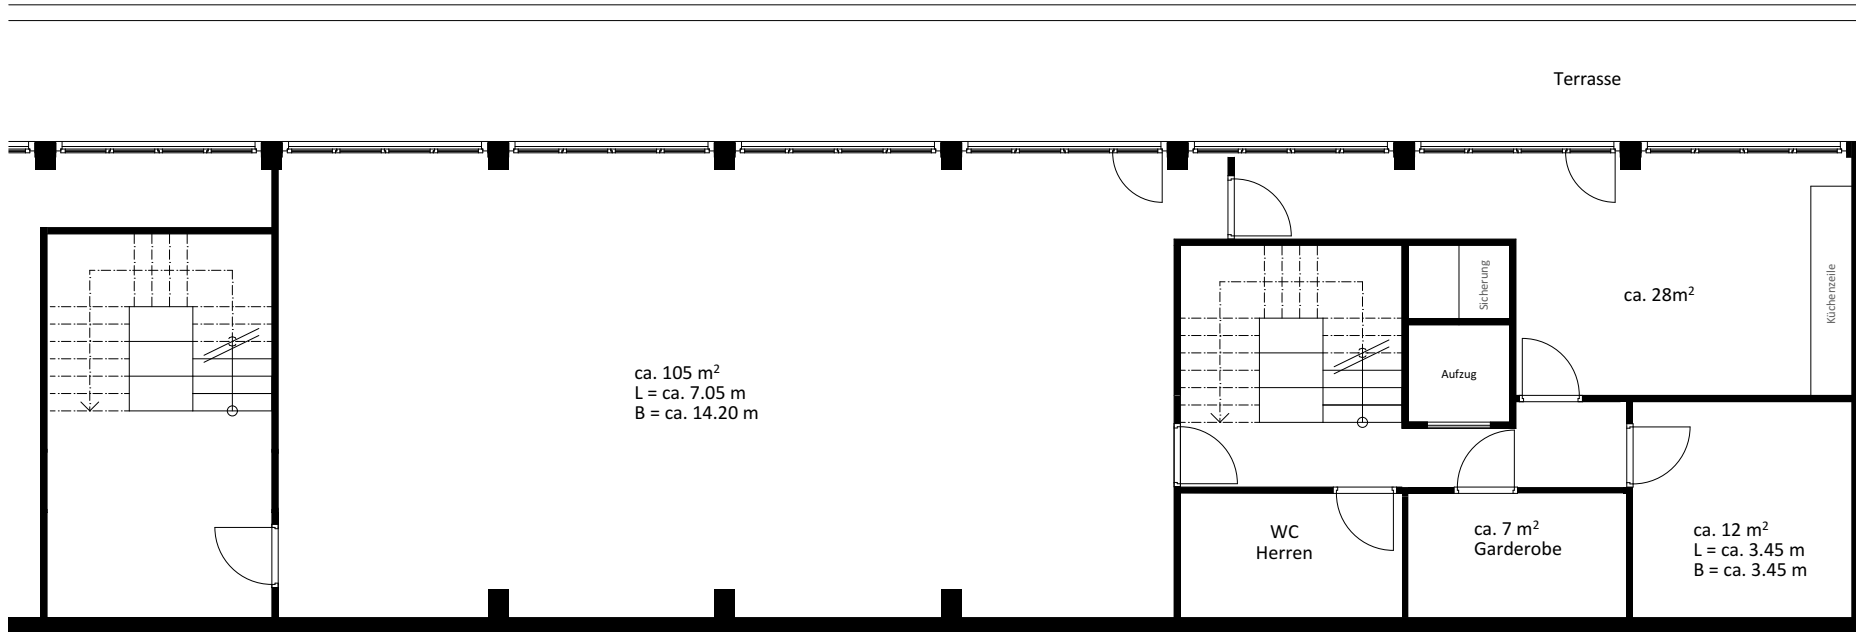 Terrasse
Sicherung
Küchenzeile
ca. 28m²
ca. 105 m²
L = ca. 7.05 m
B = ca. 14.20 m
Aufzug
WC
Herren
ca. 7 m²
Garderobe
ca. 12 m²
L = ca. 3.45 m
B = ca. 3.45 m